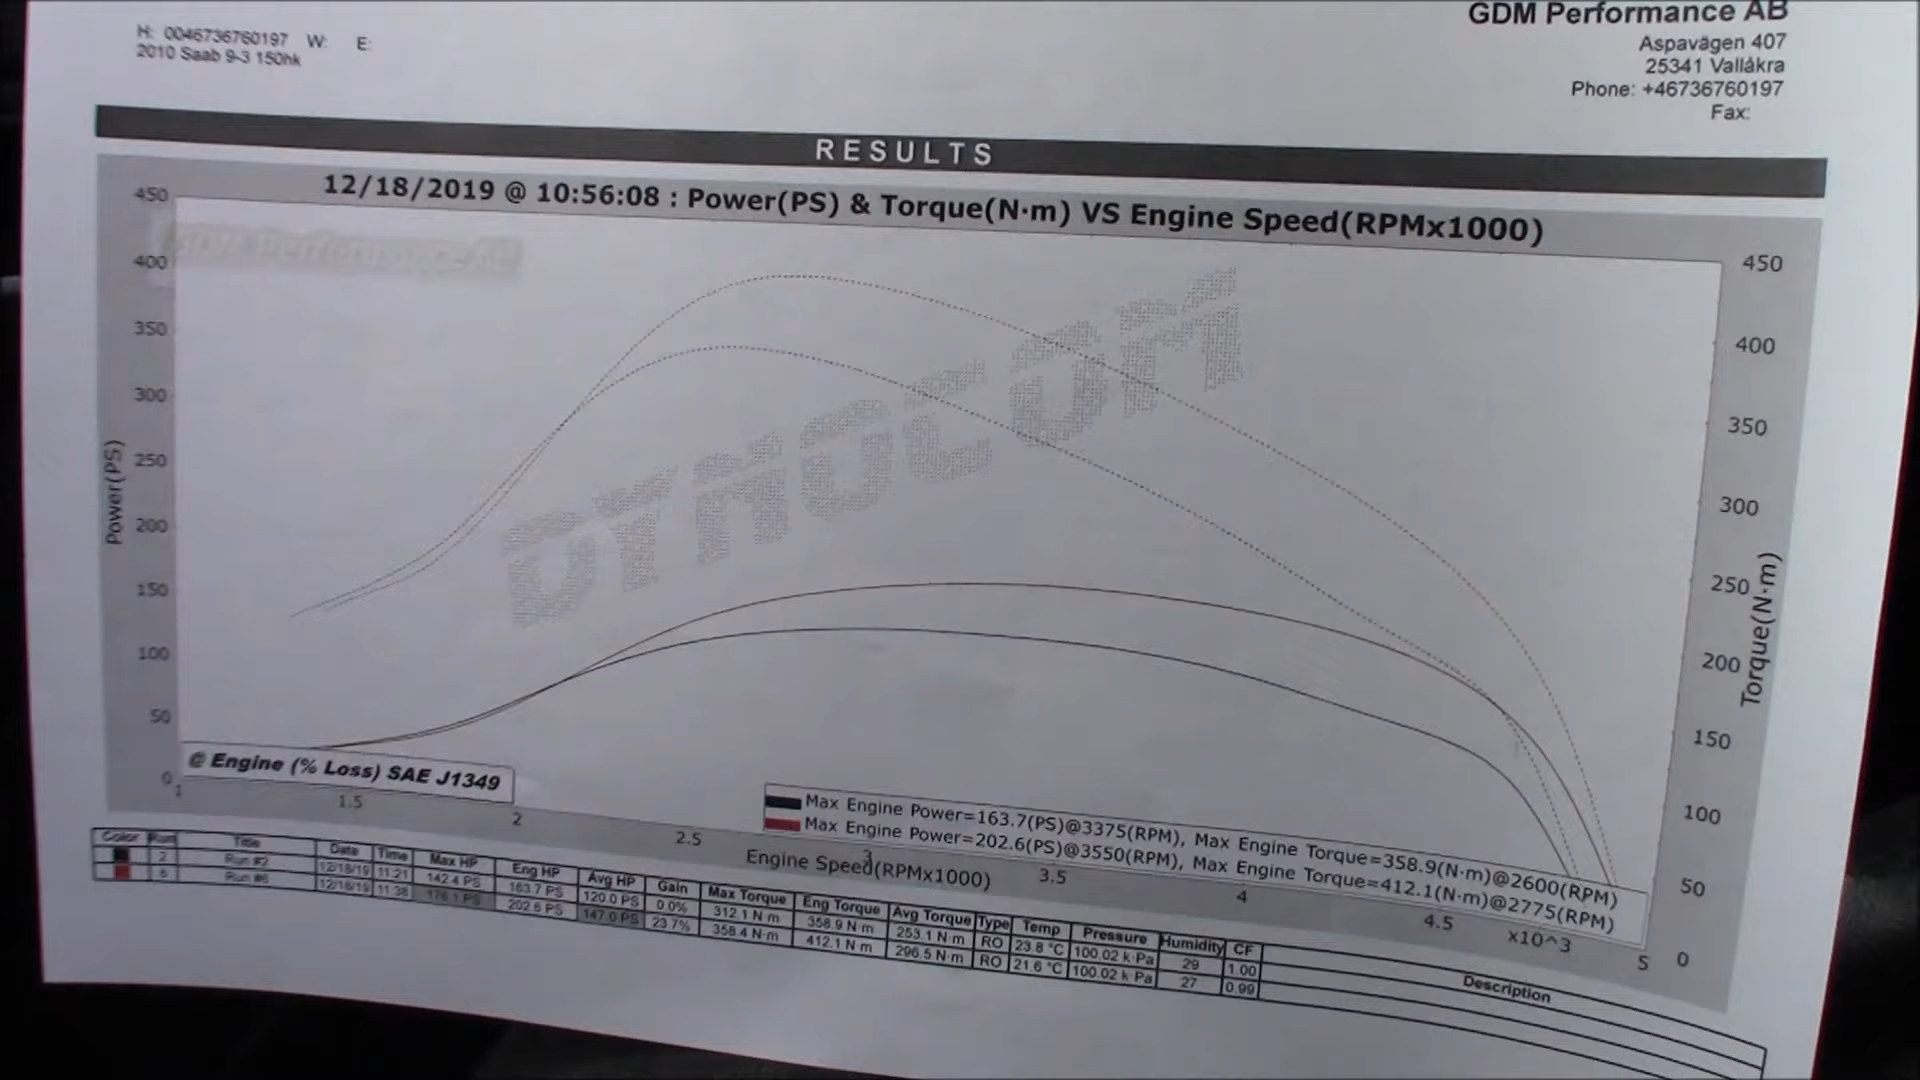 GDM Performance AB
H: 0046736760197 W: E:
2010 Saab 9-3 150hk
Aspavägen 407
25341 Vallåkra
Phone: +46736760197
Fax:
RESULTS
12/18/2019 @ 10:56:08 : Power(PS) & Torque(N·m) VS Engine Speed(RPMx1000)
GDM Performance AB
450
400
350
300
250
200
150
100
50
0
Power(PS)
DYNOCOM
450
400
350
300
250
200
150
100
50
0
Torque(N·m)
@ Engine (% Loss) SAE J1349
Max Engine Power=163.7(PS)@3375(RPM), Max Engine Torque=358.9(N·m)@2600(RPM)
Max Engine Power=202.6(PS)@3550(RPM), Max Engine Torque=412.1(N·m)@2775(RPM)
1 1.5 2 2.5 3 3.5 4 4.5 x10^3 5
Engine Speed(RPMx1000)
Color Run Title Date Time Max HP Eng HP Avg HP Gain Max Torque Eng Torque Avg Torque Type Temp Pressure Humidity CF Description
2 Run #2 12/18/19 11:21 142.4 PS 163.7 PS 120.0 PS 0.0% 312.1 N·m 358.9 N·m 253.1 N·m RO 23.8 °C 100.02 k·Pa 29 1.00
Run #6 12/18/19 11:38 176.1 PS 202.6 PS 147.0 PS 23.7% 358.4 N·m 412.1 N·m 296.5 N·m RO 21.6 °C 100.02 k·Pa 27 0.99